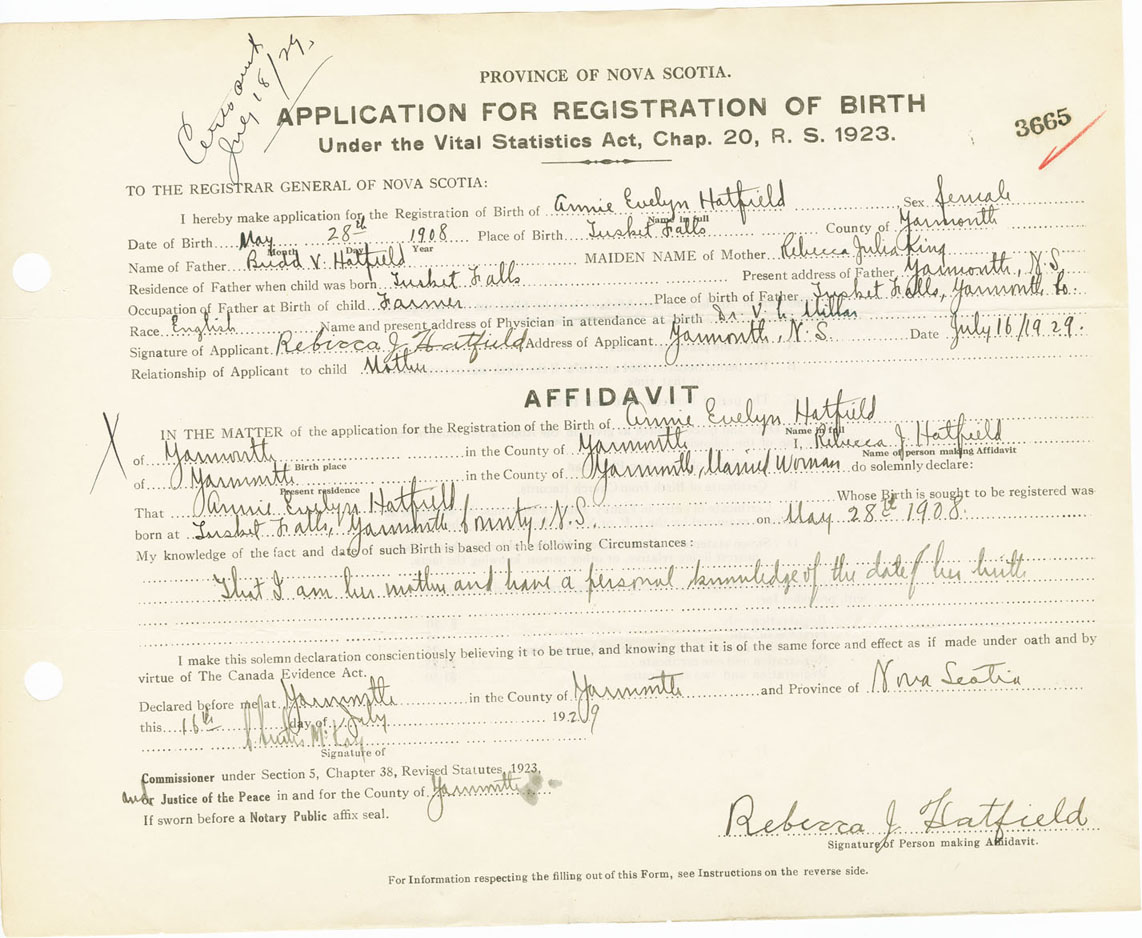 Cert sent
July 18/29.
PROVINCE OF NOVA SCOTIA.
APPLICATION FOR REGISTRATION OF BIRTH
Under the Vital Statistics Act, Chap. 20, R. S. 1923.
3665
TO THE REGISTRAR GENERAL OF NOVA SCOTIA:
I hereby make application for the Registration of Birth of Annie Evelyn Hatfield Sex Female
Name in full
Date of Birth May 28th 1908 Place of Birth Tusket Falls County of Yarmouth
Month Day Year
Name of Father V. Hatfield MAIDEN NAME of Mother Rebecca Julia King
Residence of Father when child was born Tusket Falls Present address of Father Yarmouth, N.S.
Occupation of Father at Birth of child Farmer Place of birth of Father Tusket Falls, Yarmouth Co.
Race English Name and present address of Physician in attendance at birth Dr. V. L. Miller
Signature of Applicant Rebecca J. Hatfield Address of Applicant Yarmouth, N.S. Date July 16/1929.
Relationship of Applicant to child Mother
AFFIDAVIT
X
IN THE MATTER of the application for the Registration of the Birth of Annie Evelyn Hatfield
Name in full
of Yarmouth in the County of Yarmouth I, Rebecca J. Hatfield
Birth place Name of person making Affidavit
of Yarmouth in the County of Yarmouth, Married Woman do solemnly declare:
Present residence
That Annie Evelyn Hatfield Whose Birth is sought to be registered was
born at Tusket Falls, Yarmouth County, N.S. on May 28th 1908.
My knowledge of the fact and date of such Birth is based on the following Circumstances:
That I am her mother and have a personal knowledge of the date of her birth
I make this solemn declaration conscientiously believing it to be true, and knowing that it is of the same force and effect as if made under oath and by
virtue of The Canada Evidence Act.
Declared before me at Yarmouth in the County of Yarmouth and Province of Nova Scotia
this 16th day of July 1929
Signature of
Commissioner under Section 5, Chapter 38, Revised Statutes, 1923,
and or Justice of the Peace in and for the County of Yarmouth
If sworn before a Notary Public affix seal.
Rebecca J. Hatfield
Signature of Person making Affidavit.
For Information respecting the filling out of this Form, see Instructions on the reverse side.